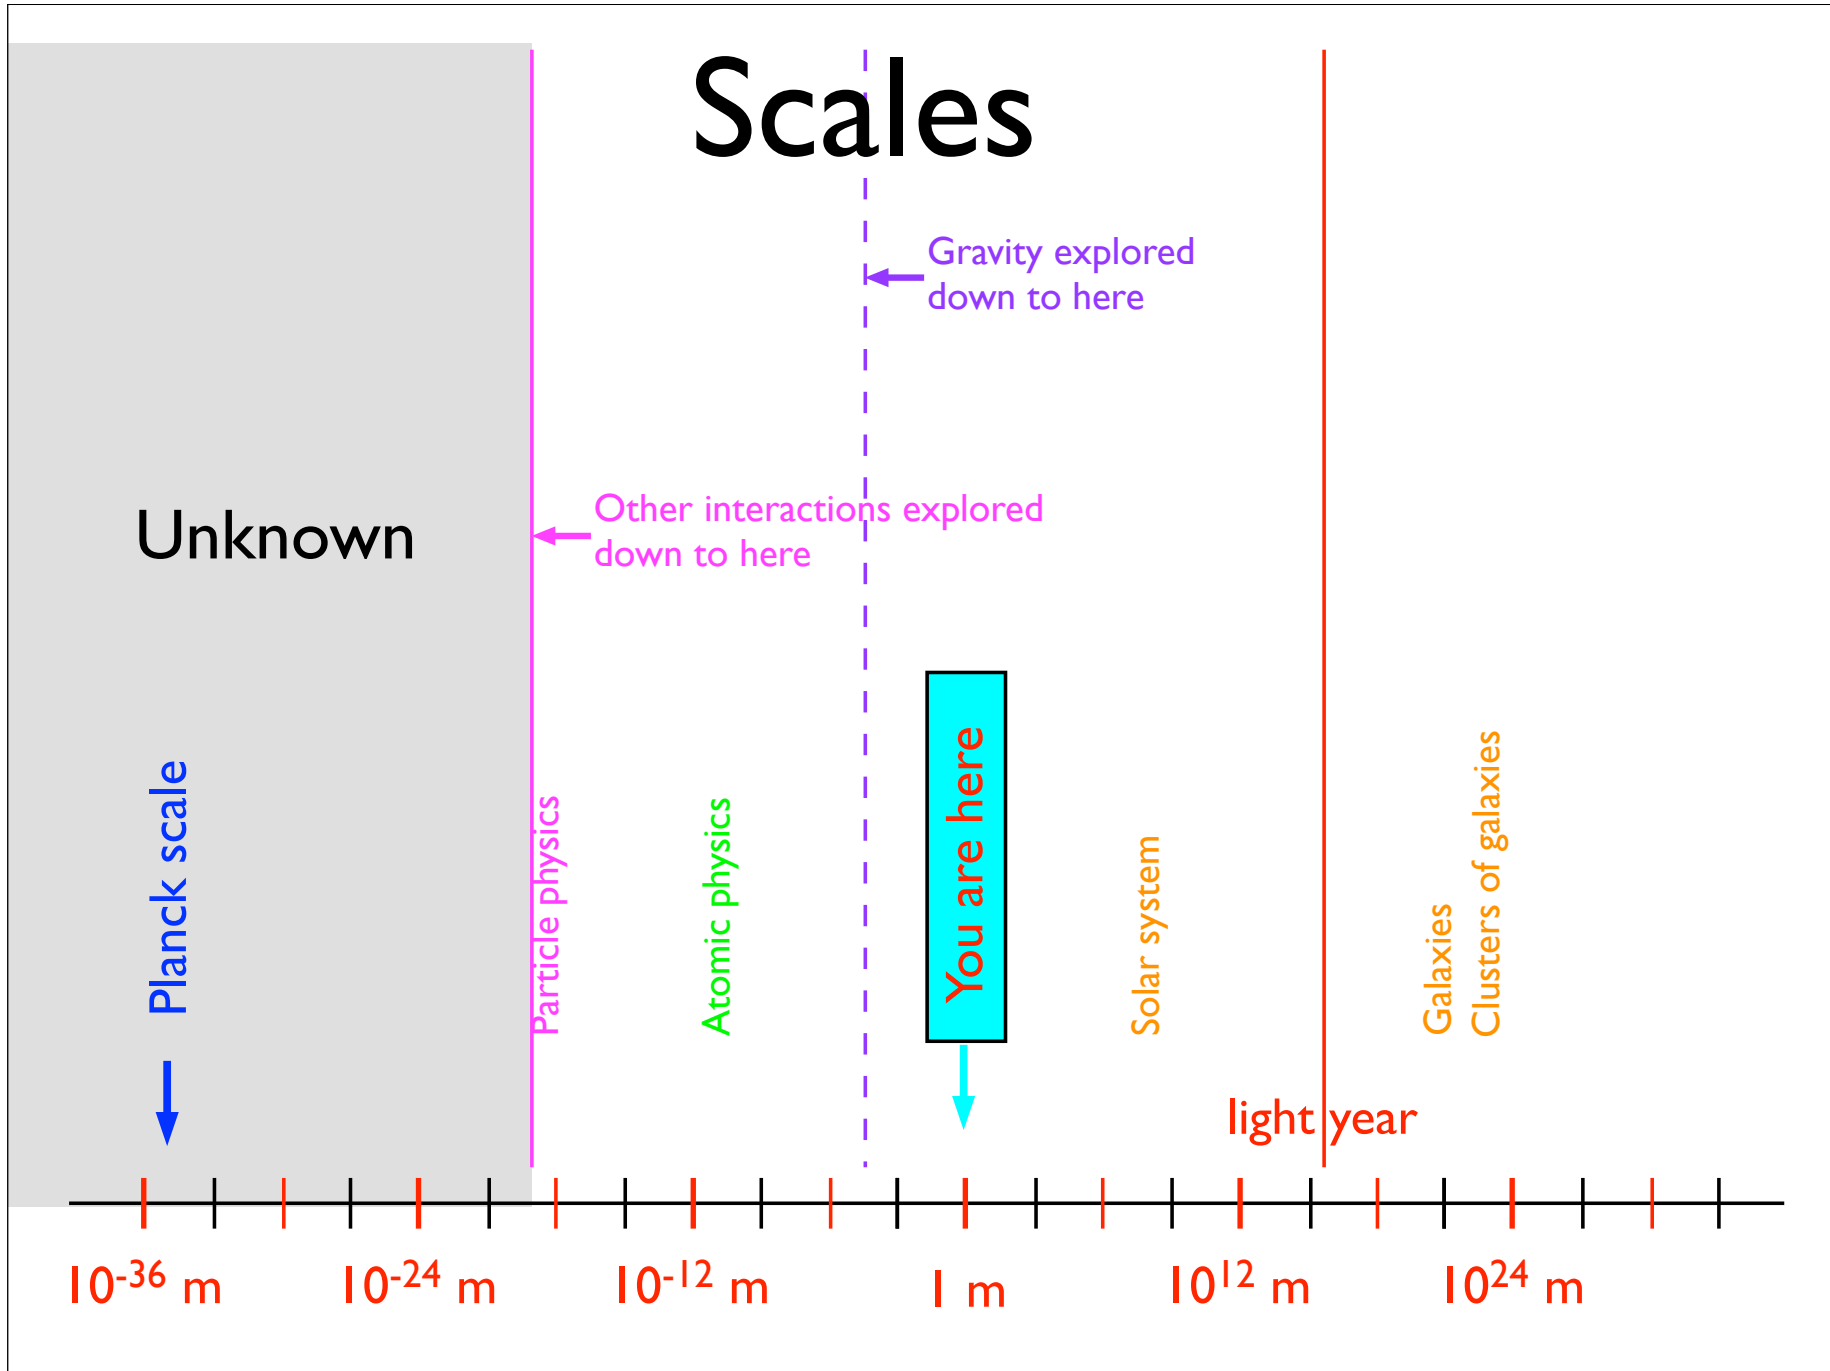 Scales
Gravity explored
down to here
Other interactions explored
down to here
Unknown
Planck scale
Particle physics
Atomic physics
You are here
Solar system
Galaxies
Clusters of galaxies
light year
10⁻³⁶ m
10⁻²⁴ m
10⁻¹² m
1 m
10¹² m
10²⁴ m